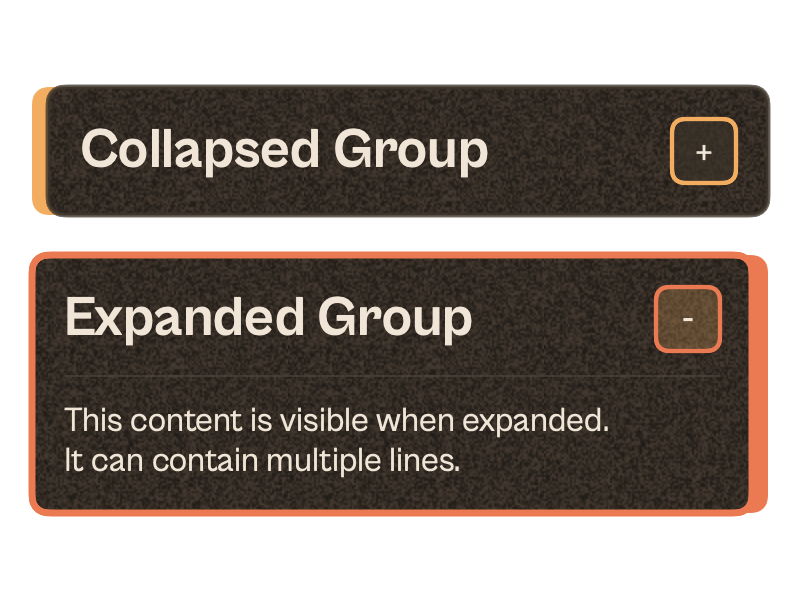 Collapsed Group
+
Expanded Group
-
This content is visible when expanded.
It can contain multiple lines.